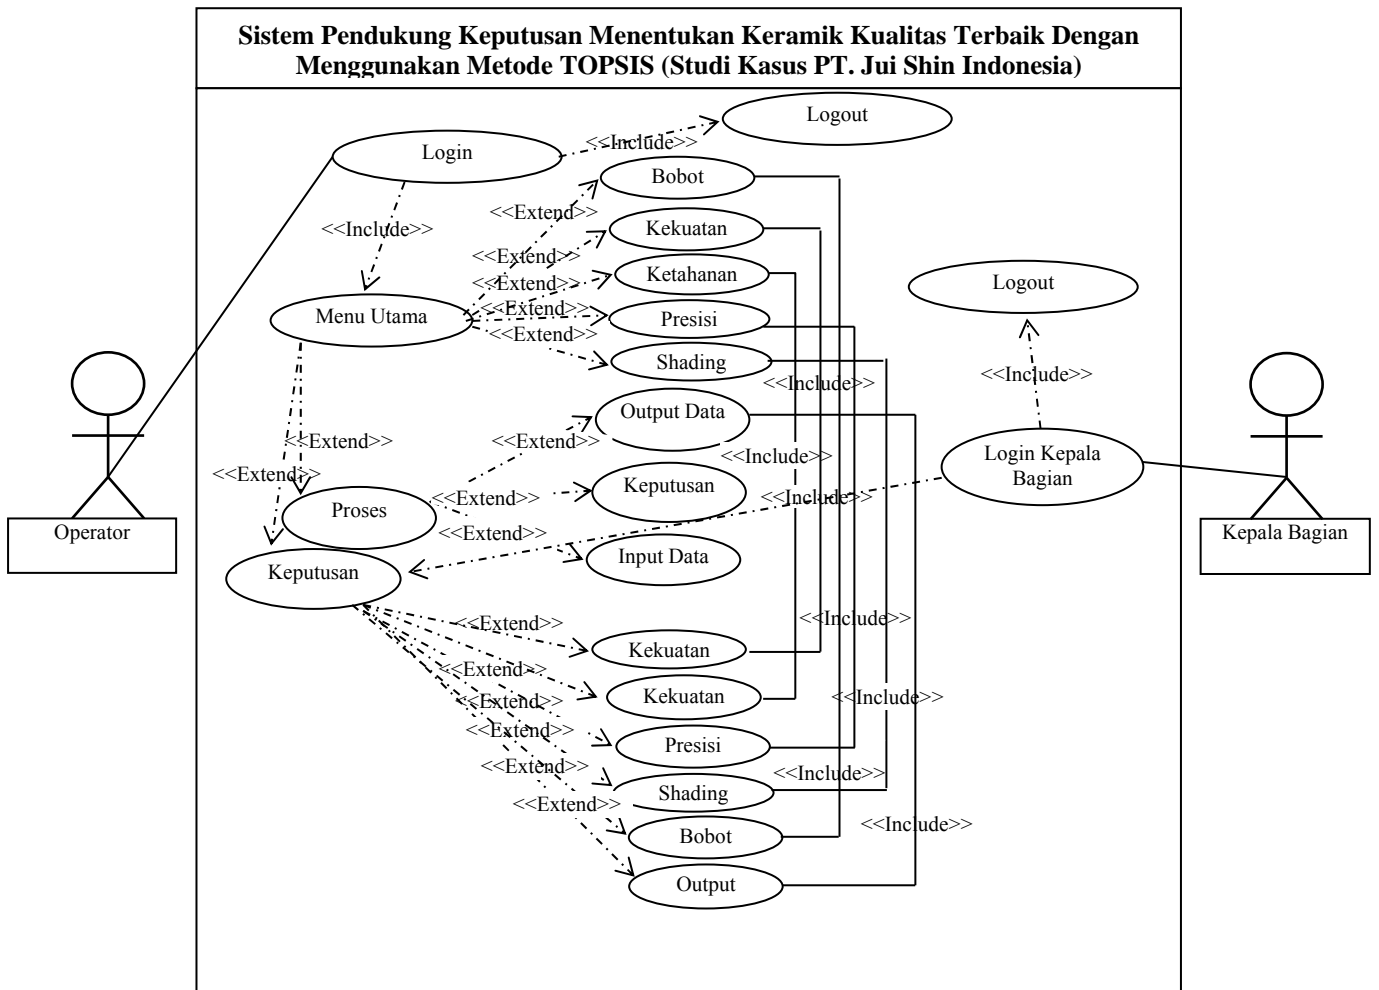 Sistem Pendukung Keputusan Menentukan Keramik Kualitas Terbaik Dengan
Menggunakan Metode TOPSIS (Studi Kasus PT. Jui Shin Indonesia)
Logout
<<Include>>
Login
Bobot
<<Extend>>
<<Include>>
Kekuatan
<<Extend>>
Ketahanan
<<Extend>>
Logout
<<Extend>>
Menu Utama
Presisi
<<Extend>>
Shading
<<Include>>
<<Include>>
Output Data
<<Extend>>
<<Extend>>
<<Include>>
Login Kepala
Bagian
<<Extend>>
Keputusan
<<Extend>>
<<Include>>
Proses
<<Extend>>
Operator
Kepala Bagian
Input Data
Keputusan
<<Include>>
<<Extend>>
Kekuatan
<<Extend>>
Kekuatan
<<Extend>>
<<Include>>
<<Extend>>
Presisi
<<Extend>>
<<Include>>
Shading
<<Extend>>
<<Include>>
Bobot
Output